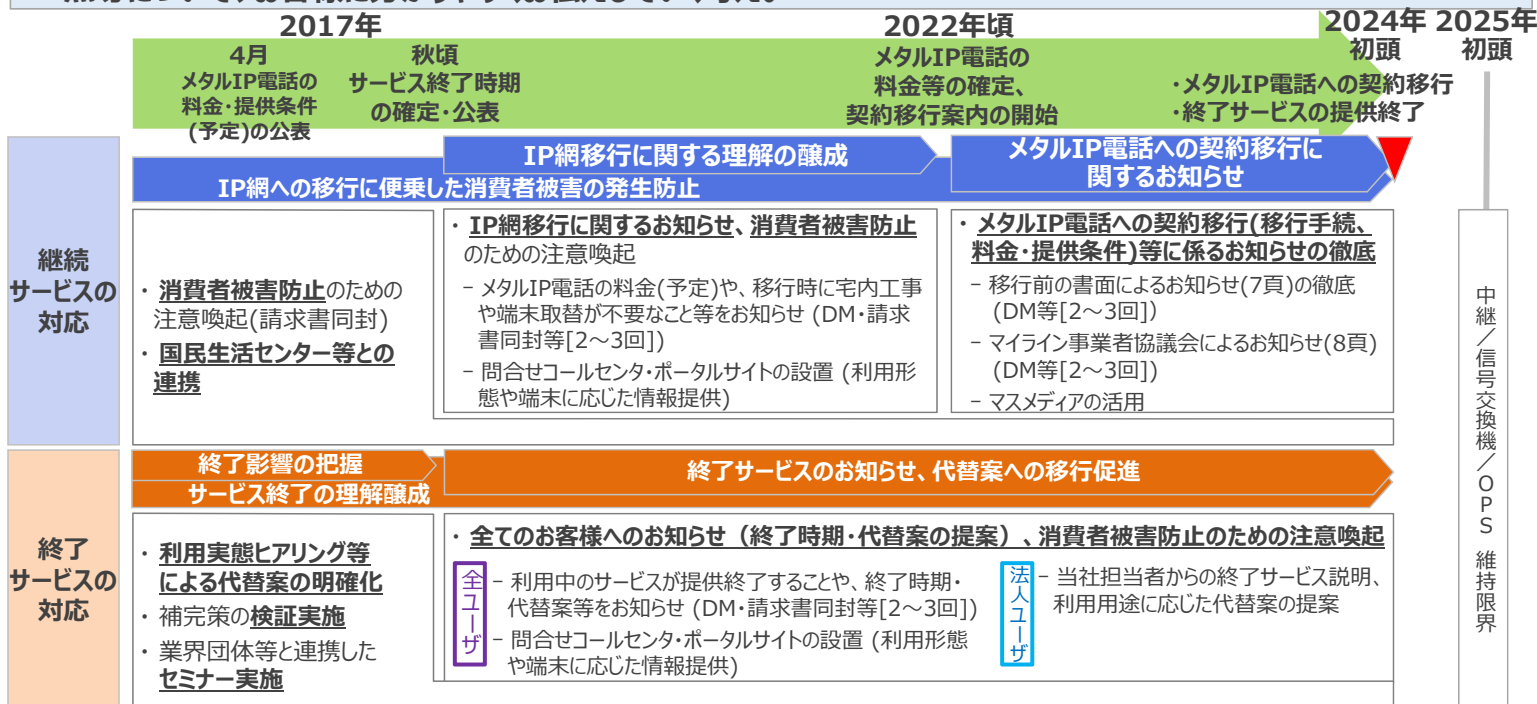 2017年
2022年頃
2024年
2025年
初頭
初頭
4月
メタルIP電話の
料金・提供条件
(予定)の公表
秋頃
サービス終了時期
の確定・公表
メタルIP電話の
料金等の確定、
契約移行案内の開始
・メタルIP電話への契約移行
・終了サービスの提供終了
IP網移行に関する理解の醸成
メタルIP電話への契約移行に
関するお知らせ
IP網への移行に便乗した消費者被害の発生防止
継続
サービスの
対応
・ 消費者被害防止のための
注意喚起(請求書同封)
・ 国民生活センター等との
連携
・ IP網移行に関するお知らせ、消費者被害防止
のための注意喚起
− メタルIP電話の料金(予定)や、移行時に宅内工事
や端末取替が不要なこと等をお知らせ (DM・請求
書同封等[2～3回])
− 問合せコールセンタ・ポータルサイトの設置 (利用形
態や端末に応じた情報提供)
・ メタルIP電話への契約移行(移行手続、
料金・提供条件)等に係るお知らせの徹底
− 移行前の書面によるお知らせ(7頁)の徹底
(DM等[2～3回])
− マイライン事業者協議会によるお知らせ(8頁)
(DM等[2～3回])
− マスメディアの活用
中継／信号交換機／OPS 維持限界
終了影響の把握
サービス終了の理解醸成
終了サービスのお知らせ、代替案への移行促進
終了
サービスの
対応
・ 利用実態ヒアリング等
による代替案の明確化
・ 補完策の検証実施
・ 業界団体等と連携した
セミナー実施
・ 全てのお客様へのお知らせ（終了時期・代替案の提案）、消費者被害防止のための注意喚起
全ユーザ
− 利用中のサービスが提供終了することや、終了時期・
代替案等をお知らせ (DM・請求書同封等[2～3回])
− 問合せコールセンタ・ポータルサイトの設置 (利用形態
や端末に応じた情報提供)
法人ユーザ
− 当社担当者からの終了サービス説明、
利用用途に応じた代替案の提案